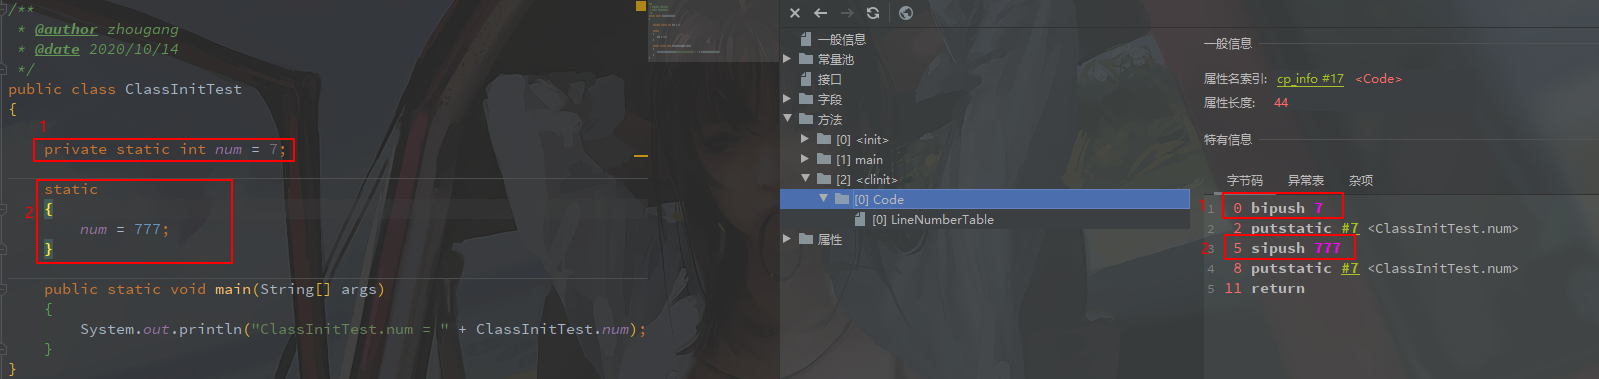 /**
* @author zhougang
* @date 2020/10/14
*/
public class ClassInitTest
{
1
private static int num = 7;
static
2
{
num = 777;
}
public static void main(String[] args)
{
System.out.println("ClassInitTest.num = " + ClassInitTest.num);
}
}
一般信息
常量池
接口
字段
方法
[0] <init>
[1] main
[2] <clinit>
[0] Code
[0] LineNumberTable
属性
一般信息
属性名索引: cp_info #17 <Code>
属性长度: 44
特有信息
字节码 异常表 杂项
1 1 0 bipush 7
2 2 putstatic #7 <ClassInitTest.num>
2 3 5 sipush 777
4 8 putstatic #7 <ClassInitTest.num>
5 11 return